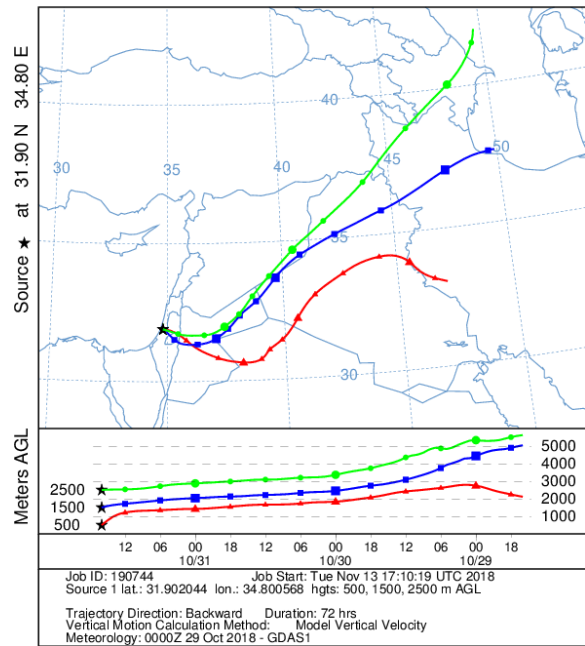 Source ★ at 31.90 N 34.80 E
40
30
35
40
45
50
35
30
Meters AGL
2500
1500
500
5000
4000
3000
2000
1000
12 06 00 18 12 06 00 18 12 06 00 18
10/31 10/30 10/29
Job ID: 190744 Job Start: Tue Nov 13 17:10:19 UTC 2018
Source 1 lat.: 31.902044 lon.: 34.800568 hgts: 500, 1500, 2500 m AGL
Trajectory Direction: Backward Duration: 72 hrs
Vertical Motion Calculation Method: Model Vertical Velocity
Meteorology: 0000Z 29 Oct 2018 - GDAS1